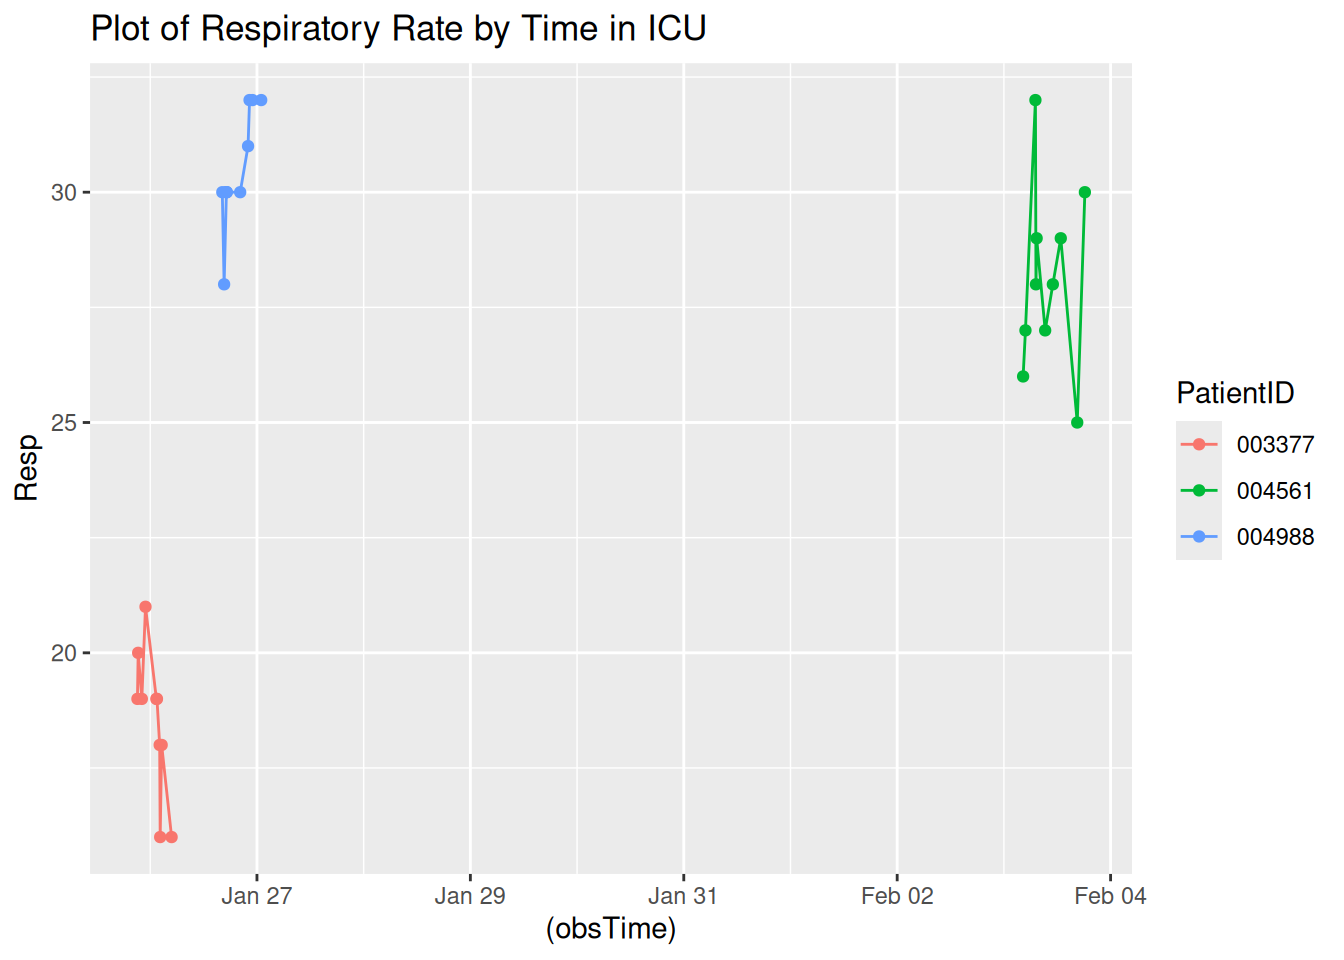 Plot of Respiratory Rate by Time in ICU
30
25
20
Resp
Jan 27
Jan 29
Jan 31
Feb 02
Feb 04
(obsTime)
PatientID
003377
004561
004988